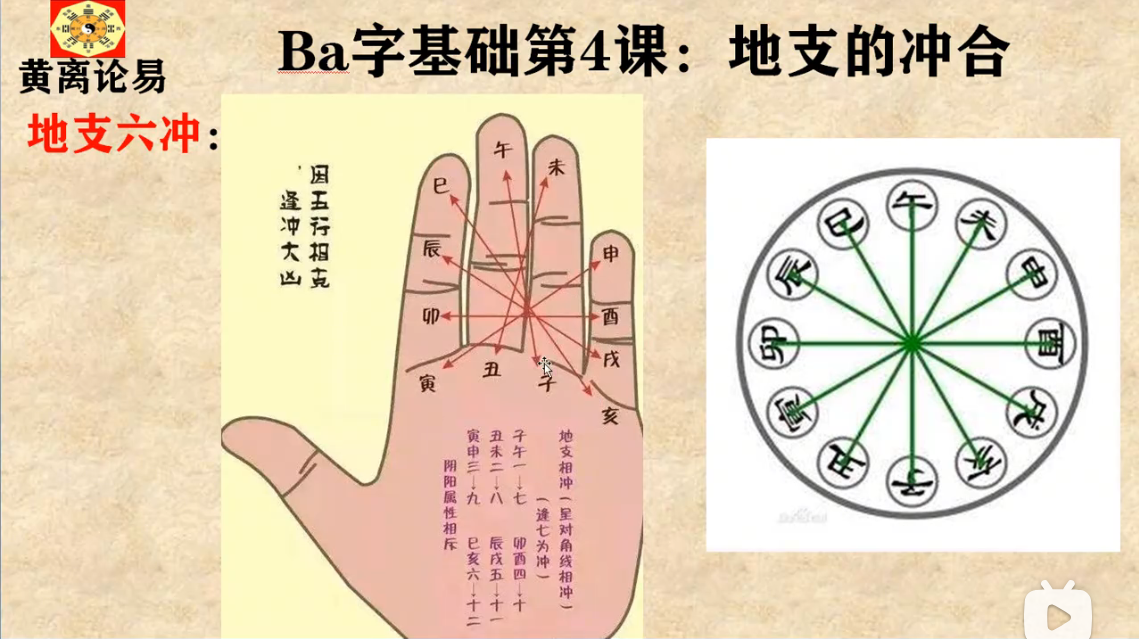 黄离论易
Ba字基础第4课：地支的冲合
地支六冲：
因五行相克
逢冲大凶
巳
午
未
辰
申
卯
酉
寅
丑
子
戌
亥
地支相冲（呈对角线相冲）
（逢七为冲）
子午一→七 卯酉四→十
丑未二→八 辰戌五→十一
寅申三→九 巳亥六→十二
阴阳属性相斥
午
未
申
酉
戌
亥
子
丑
寅
卯
辰
巳